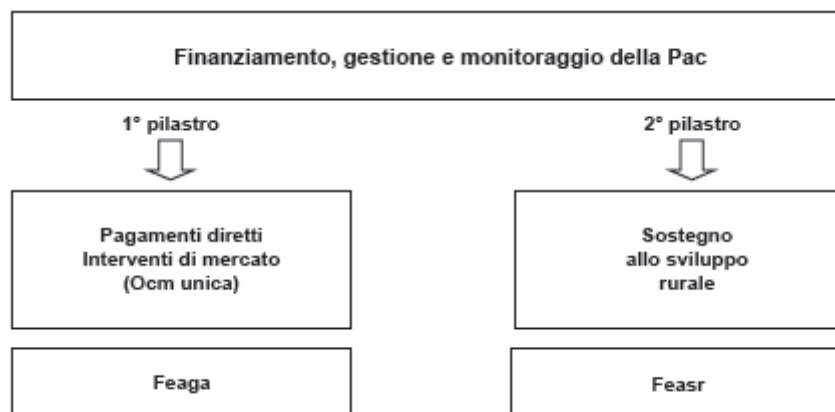 Finanziamento, gestione e monitoraggio della Pac
1° pilastro
2° pilastro
Pagamenti diretti
Interventi di mercato
(Ocm unica)
Sostegno
allo sviluppo
rurale
Feaga
Feasr